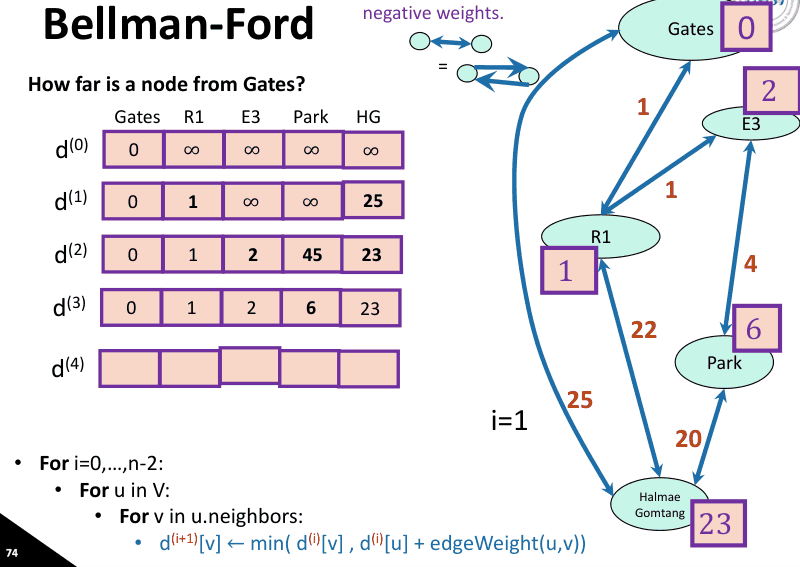 Bellman-Ford
negative weights.
=
How far is a node from Gates?
Gates R1 E3 Park HG
d(0) 0 ∞ ∞ ∞ ∞
d(1) 0 1 ∞ ∞ 25
d(2) 0 1 2 45 23
d(3) 0 1 2 6 23
d(4)
Gates 0
2
E3
1
1
R1
1
4
22
6
Park
25
i=1
20
Halmae
Gomtang
23
• For i=0,...,n-2:
• For u in V:
• For v in u.neighbors:
• d(i+1)[v] ← min( d(i)[v] , d(i)[u] + edgeWeight(u,v))
74